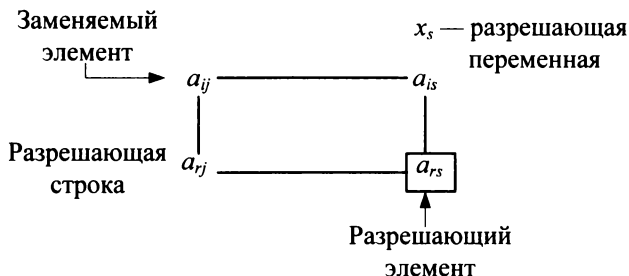 Заменяемый
элемент
x_s — разрешающая
переменная
a_ij
a_is
Разрешающая
строка
a_rj
a_rs
Разрешающий
элемент